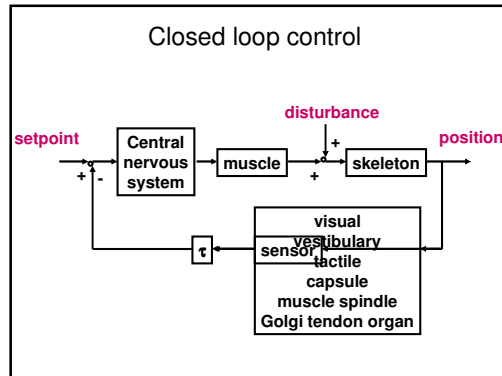 Closed loop control
disturbance
setpoint
position
Central
nervous
system
muscle
skeleton
+
-
+
+
τ
sensor
visual
vestibulary
tactile
capsule
muscle spindle
Golgi tendon organ